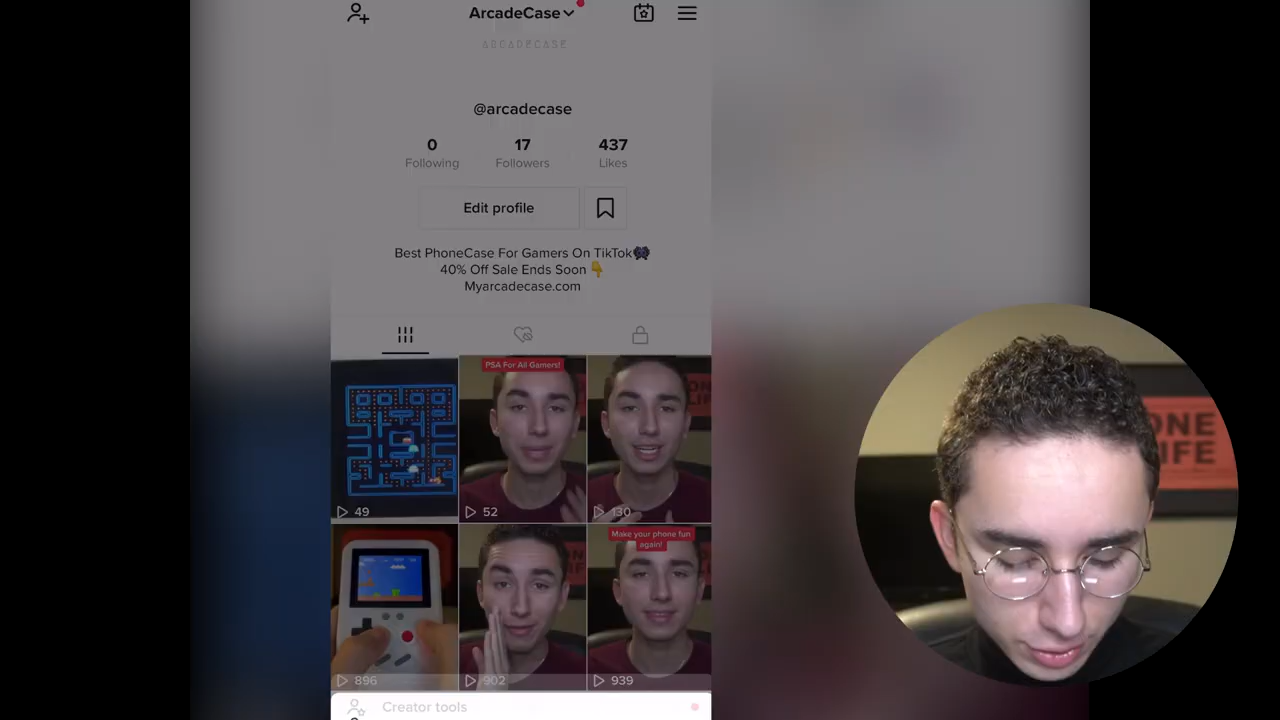 ArcadeCase
ARCADECASE
@arcadecase
0 17 437
Following Followers Likes
Edit profile
Best PhoneCase For Gamers On TikTok
40% Off Sale Ends Soon 👇
Myarcadecase.com
PSA For All Gamers!
49 52 130
Make your phone fun
again!
896 902 939
Creator tools
ONE
IFE